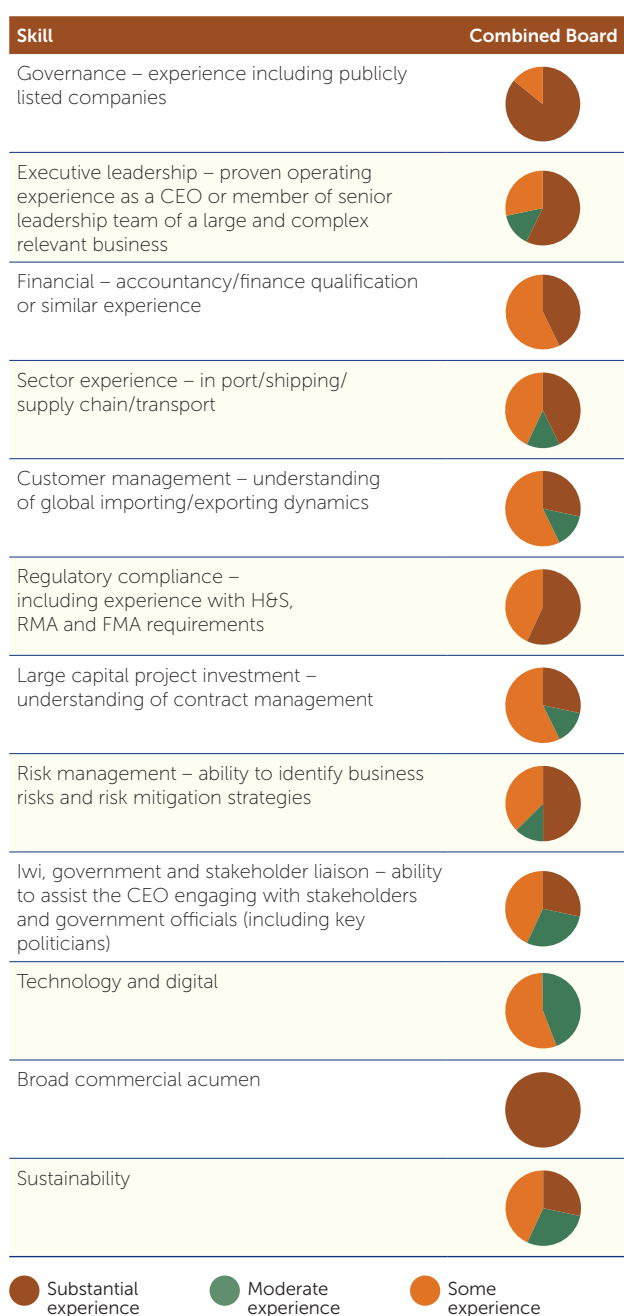 Skill Combined Board
Governance – experience including publicly
listed companies
Executive leadership – proven operating
experience as a CEO or member of senior
leadership team of a large and complex
relevant business
Financial – accountancy/finance qualification
or similar experience
Sector experience – in port/shipping/
supply chain/transport
Customer management – understanding
of global importing/exporting dynamics
Regulatory compliance –
including experience with H&S,
RMA and FMA requirements
Large capital project investment –
understanding of contract management
Risk management – ability to identify business
risks and risk mitigation strategies
Iwi, government and stakeholder liaison – ability
to assist the CEO engaging with stakeholders
and government officials (including key
politicians)
Technology and digital
Broad commercial acumen
Sustainability
Substantial
experience
Moderate
experience
Some
experience